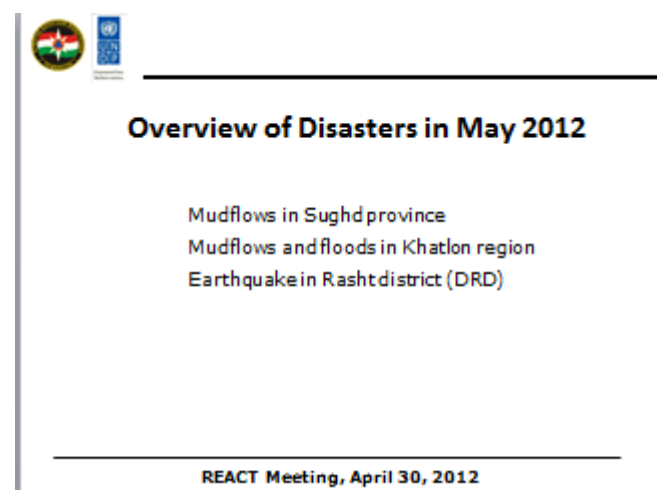 Overview of Disasters in May 2012
Mudflows in Sughd province
Mudflows and floods in Khatlon region
Earthquake in Rasht district (DRD)
REACT Meeting, April 30, 2012